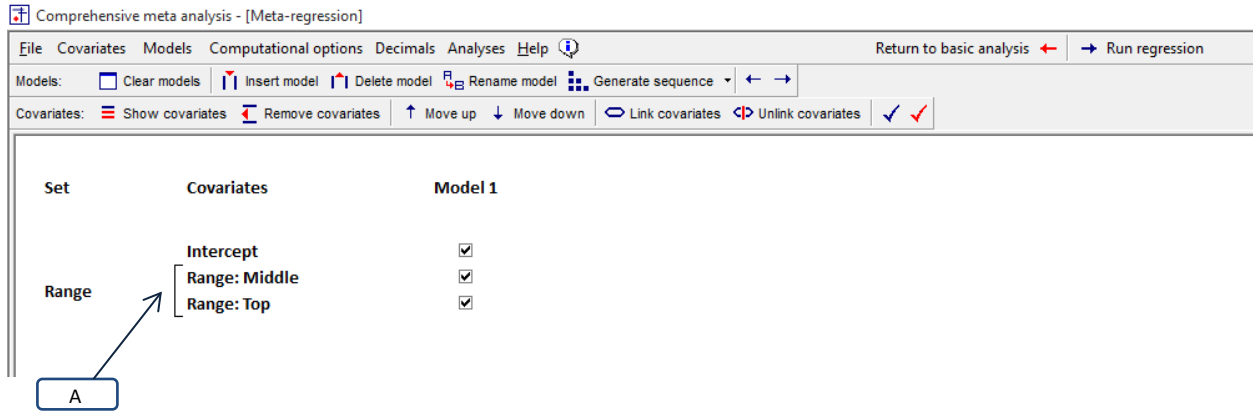 Comprehensive meta analysis - [Meta-regression]
File Covariates Models Computational options Decimals Analyses Help Return to basic analysis Run regression
Models: Clear models Insert model Delete model Rename model Generate sequence
Covariates: Show covariates Remove covariates Move up Move down Link covariates Unlink covariates
Set Covariates Model 1
Intercept
Range: Middle
Range
Range: Top
A